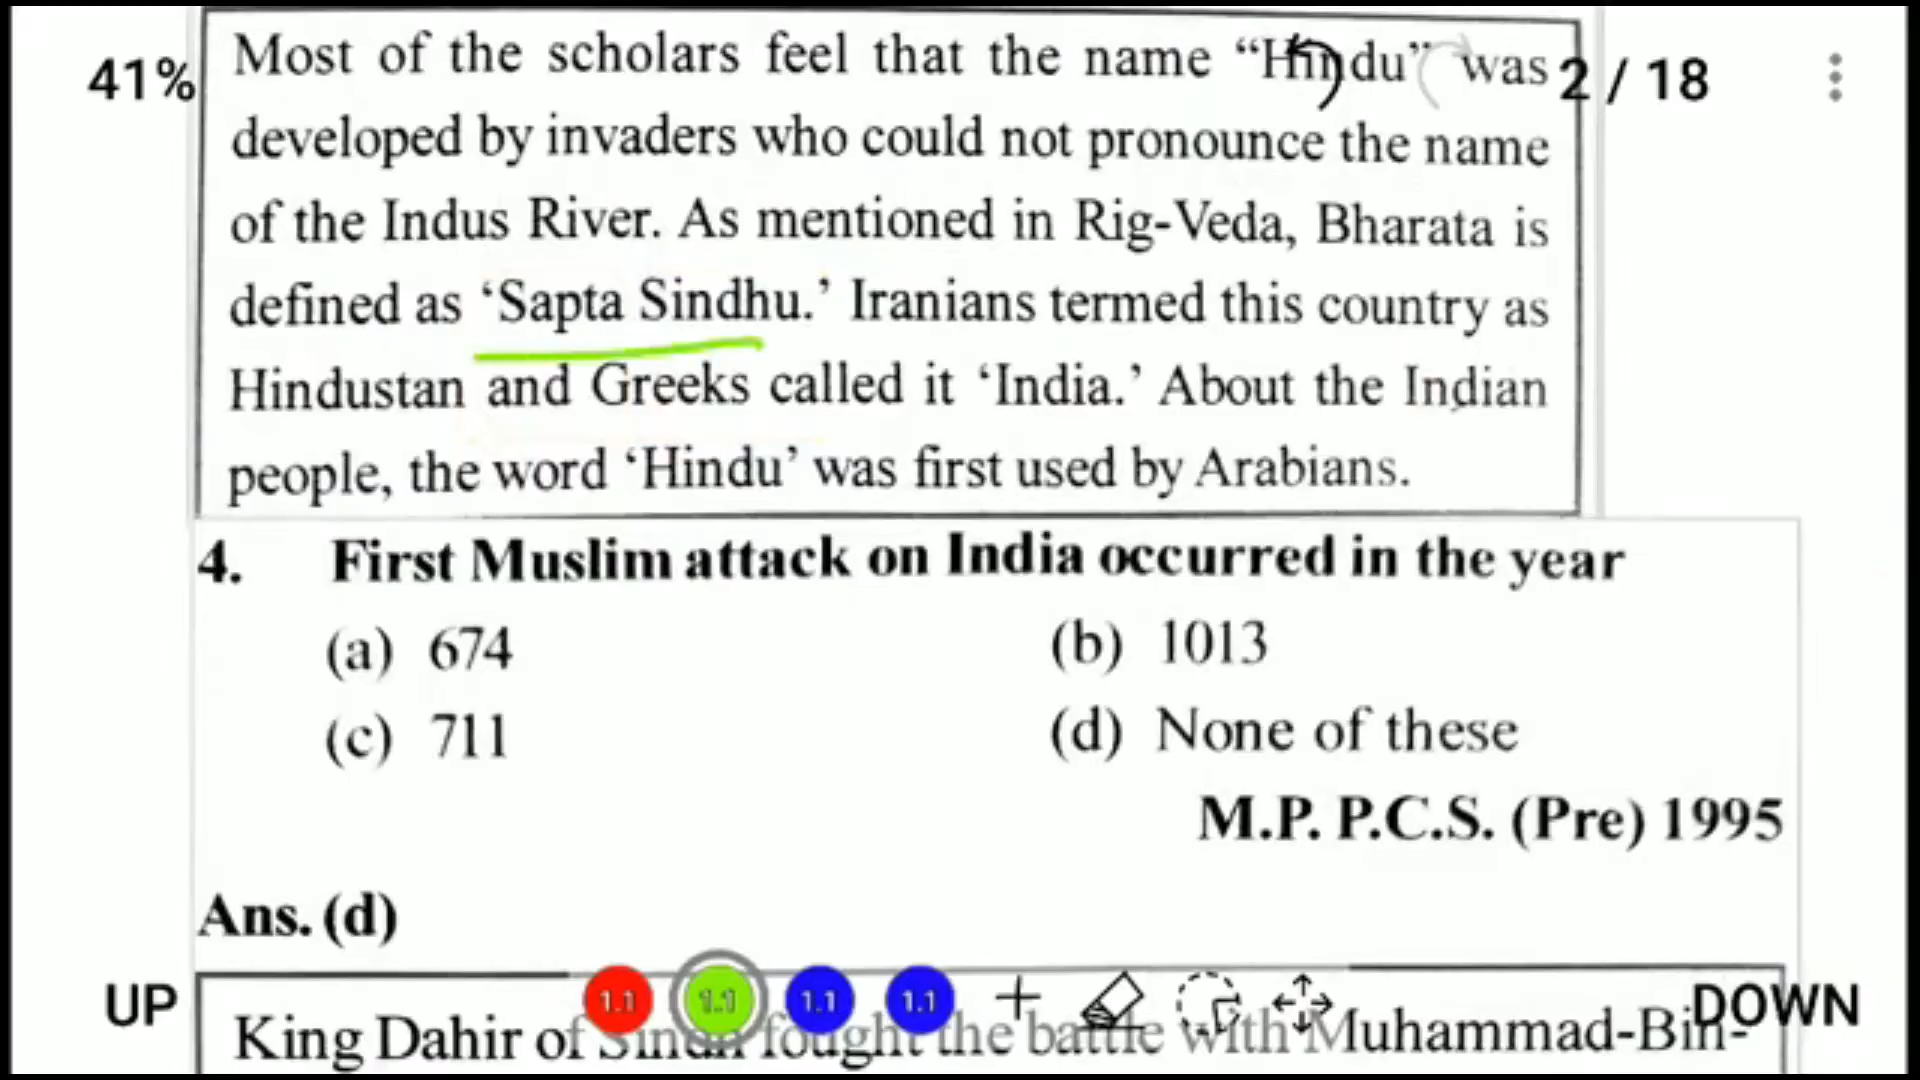 Most of the scholars feel that the name “Hindu” was
developed by invaders who could not pronounce the name
of the Indus River. As mentioned in Rig-Veda, Bharata is
defined as ‘Sapta Sindhu.’ Iranians termed this country as
Hindustan and Greeks called it ‘India.’ About the Indian
people, the word ‘Hindu’ was first used by Arabians.
41%
2 / 18
4. First Muslim attack on India occurred in the year
(a) 674 (b) 1013
(c) 711 (d) None of these
M.P. P.C.S. (Pre) 1995
Ans. (d)
UP
1.1 1.1 1.1 1.1
DOWN
King Dahir of Sindh fought the battle with Muhammad-Bin-